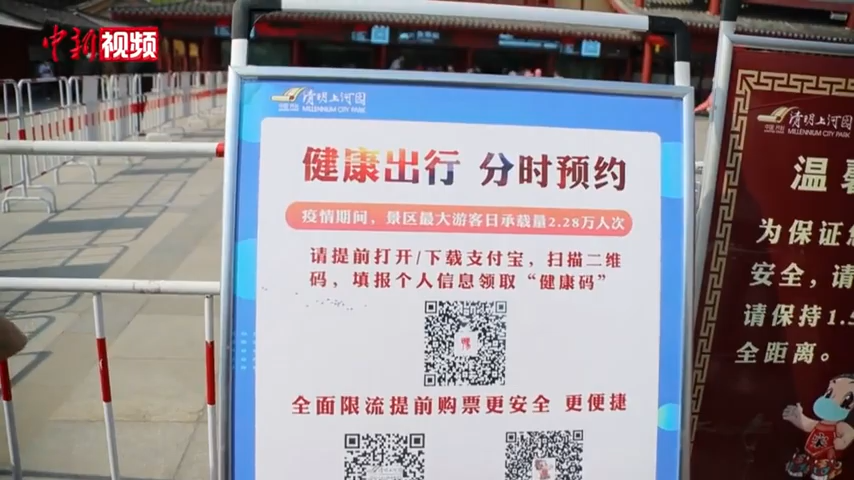 中新视频
清明上河园
MILLENNIUM CITY PARK
健康出行 分时预约
疫情期间，景区最大游客日承载量2.28万人次
请提前打开/下载支付宝，扫描二维
码，填报个人信息领取“健康码”
全面限流提前购票更安全 更便捷
清明上河园
MILLENNIUM CITY PARK
温馨
为保证
安全，请
请保持1.5
全距离。